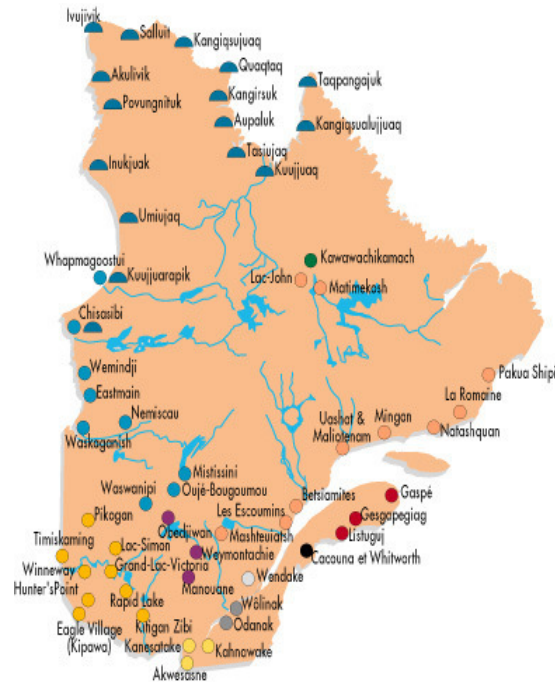 Ivujivik
Salluit
Kangiqsujuaq
Quaqtaq
Akulivik
Taqpangajuk
Kangirsuk
Povungnituk
Aupaluk
Kangiqsualujjuaq
Tasiujaq
Inukjuak
Kuujjuaq
Umiujaq
Whapmagoostui
Kawawachikamach
Kuujjuarapik
Lac-John
Matimekosh
Chisasibi
Wemindji
Pakua Shipi
Eastmain
La Romaine
Nemiscau
Uashat &
Maliotenam
Mingan
Natashquan
Waskaganish
Mistissini
Oujé-Bougoumou
Waswanipi
Betsiamites
Gaspé
Pikogan
Les Escoumins
Gesgapegiag
Obedjiwan
Mashteuiatsh
Listuguj
Timiskaming
Lac-Simon
Weymontachie
Cacouna et Whitworth
Winneway
Grand-Lac-Victoria
Wendake
Hunter'sPoint
Manouane
Rapid Lake
Wôlinak
Eagle Village
(Kipawa)
Kitigan Zibi
Odanak
Kanesatake
Kahnawake
Akwesasne